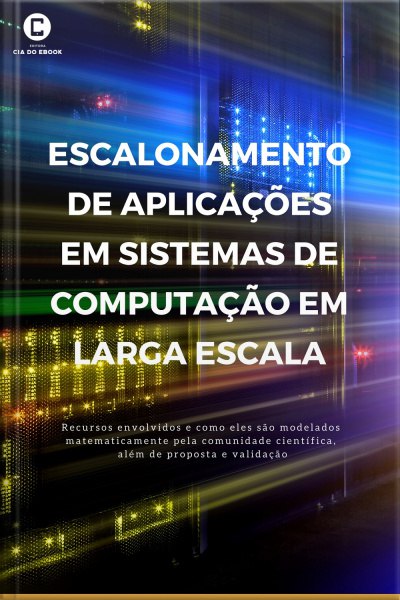 EDITORA
CIA DO EBOOK
ESCALONAMENTO
DE APLICAÇÕES
EM SISTEMAS DE
COMPUTAÇÃO EM
LARGA ESCALA
Recursos envolvidos e como eles são modelados
matematicamente pela comunidade científica,
além de proposta e validação